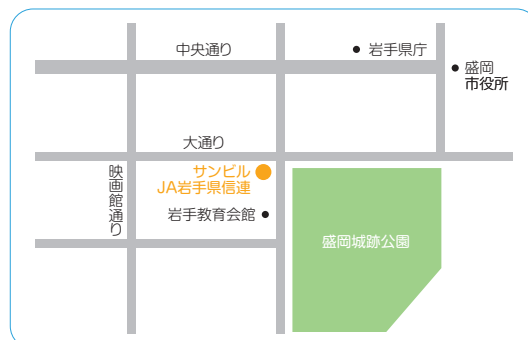 中央通り
岩手県庁
盛岡
市役所
大通り
映画館通り
サンビル
JA岩手県信連
岩手教育会館
盛岡城跡公園